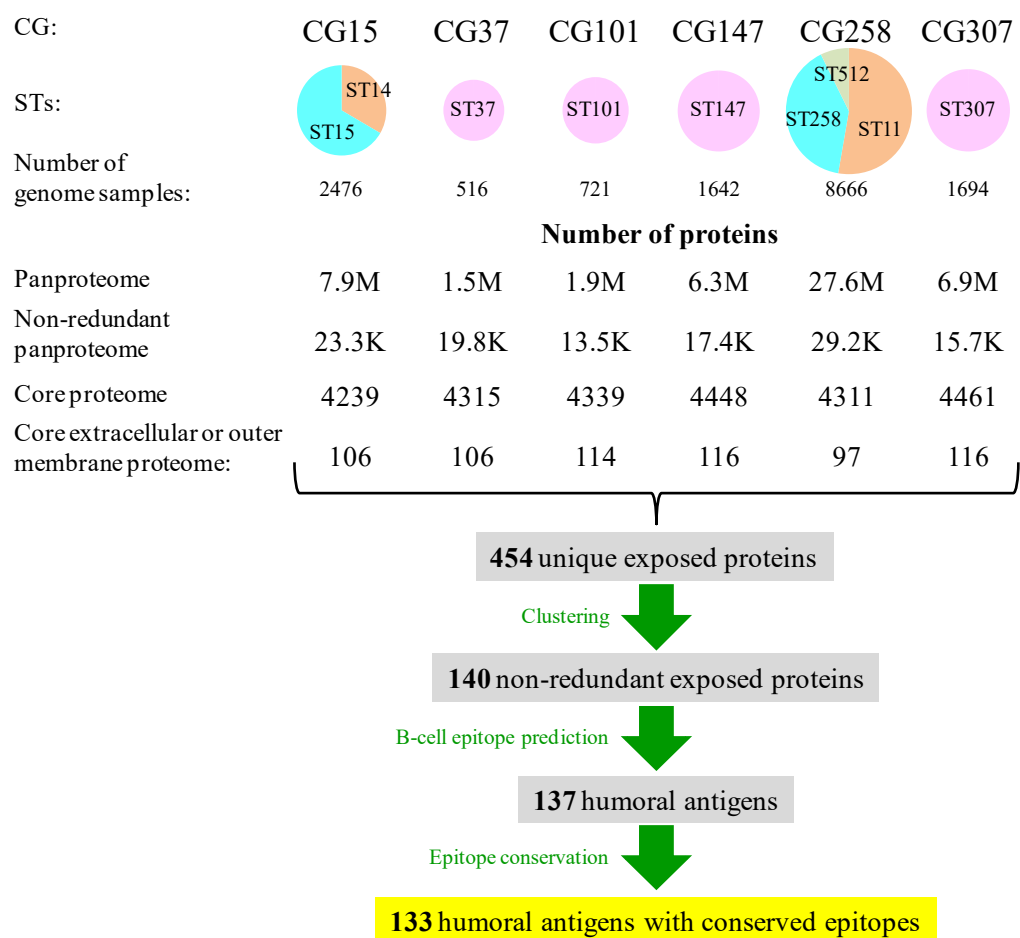 CG: CG15 CG37 CG101 CG147 CG258 CG307
STs: ST14 ST15 ST37 ST101 ST147 ST512 ST258 ST11 ST307
Number of
genome samples: 2476 516 721 1642 8666 1694
Number of proteins
Panproteome 7.9M 1.5M 1.9M 6.3M 27.6M 6.9M
Non-redundant
panproteome 23.3K 19.8K 13.5K 17.4K 29.2K 15.7K
Core proteome 4239 4315 4339 4448 4311 4461
Core extracellular or outer
membrane proteome: 106 106 114 116 97 116
454 unique exposed proteins
Clustering
140 non-redundant exposed proteins
B-cell epitope prediction
137 humoral antigens
Epitope conservation
133 humoral antigens with conserved epitopes